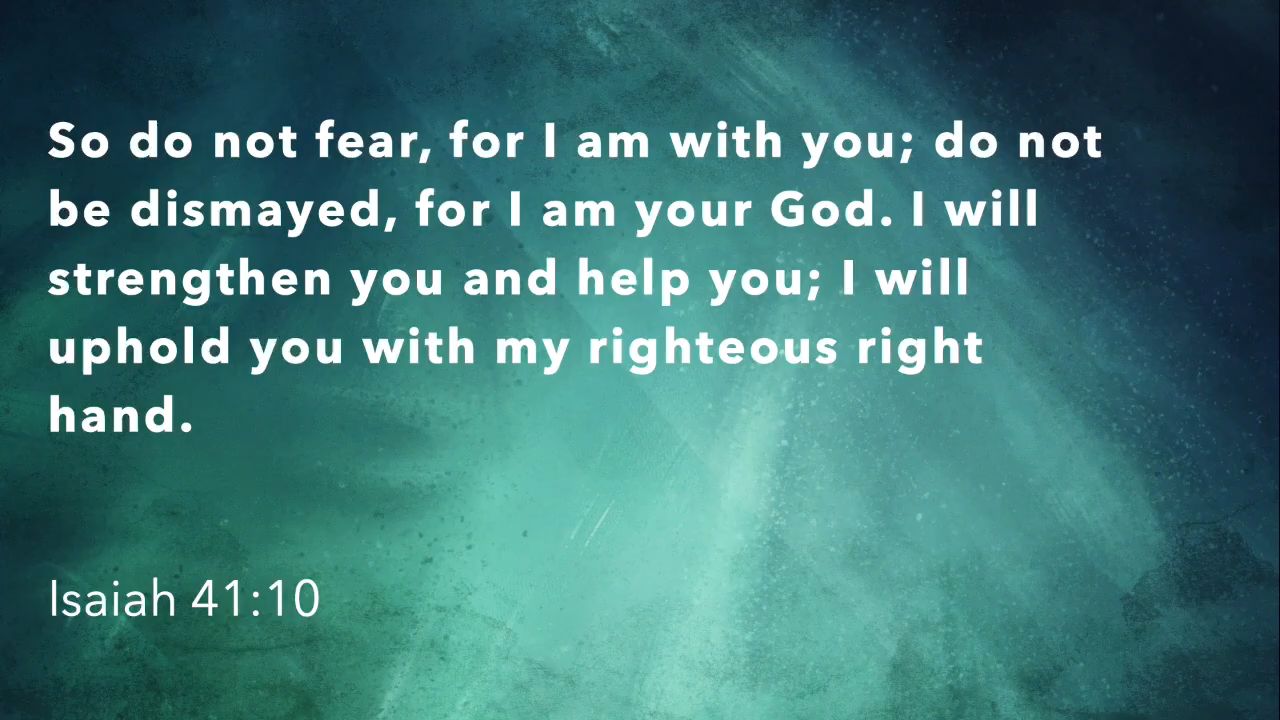 So do not fear, for I am with you; do not
be dismayed, for I am your God. I will
strengthen you and help you; I will
uphold you with my righteous right
hand.
Isaiah 41:10